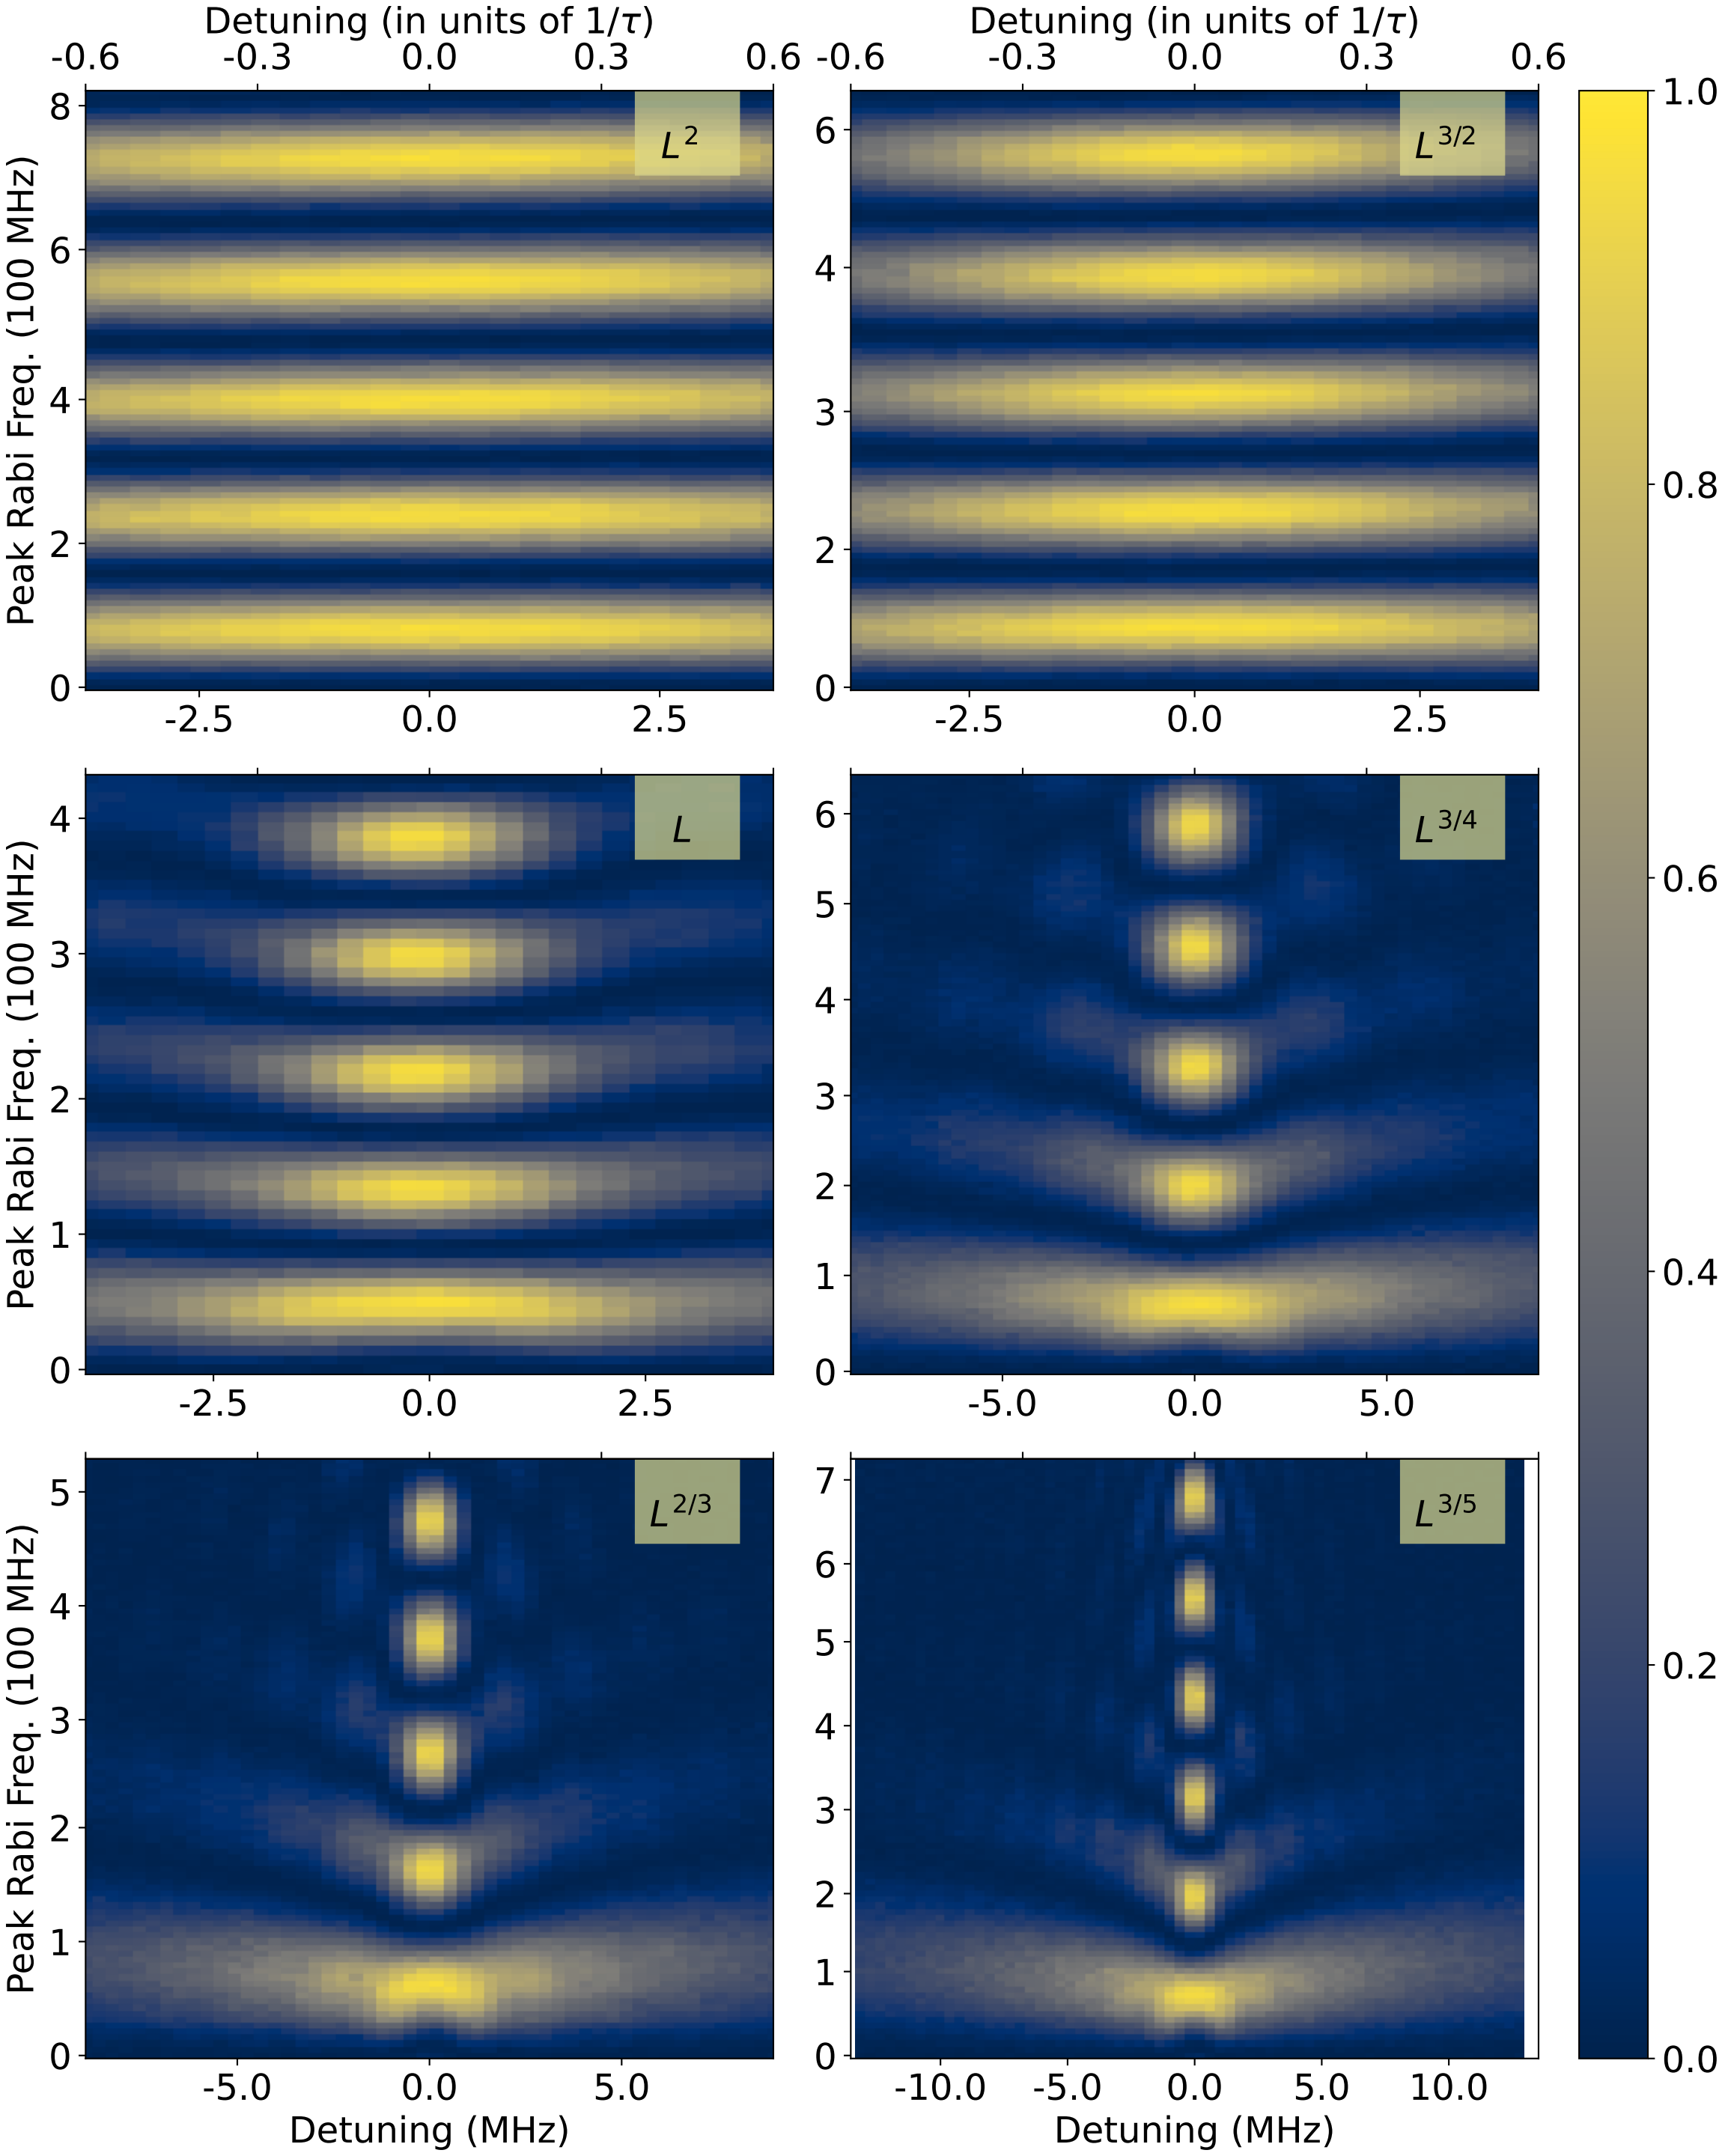 Detuning (in units of 1/τ)
-0.6 -0.3 0.0 0.3 0.6
Detuning (in units of 1/τ)
-0.6 -0.3 0.0 0.3 0.6
Peak Rabi Freq. (100 MHz)
8
6
4
2
0
L^2
-2.5 0.0 2.5
6
4
3
2
0
L^3/2
-2.5 0.0 2.5
Peak Rabi Freq. (100 MHz)
4
3
2
1
0
L
-2.5 0.0 2.5
6
5
4
3
2
1
0
L^3/4
-5.0 0.0 5.0
Peak Rabi Freq. (100 MHz)
5
4
3
2
1
0
L^2/3
-5.0 0.0 5.0
Detuning (MHz)
7
6
5
4
3
2
1
0
L^3/5
-10.0 -5.0 0.0 5.0 10.0
Detuning (MHz)
1.0
0.8
0.6
0.4
0.2
0.0